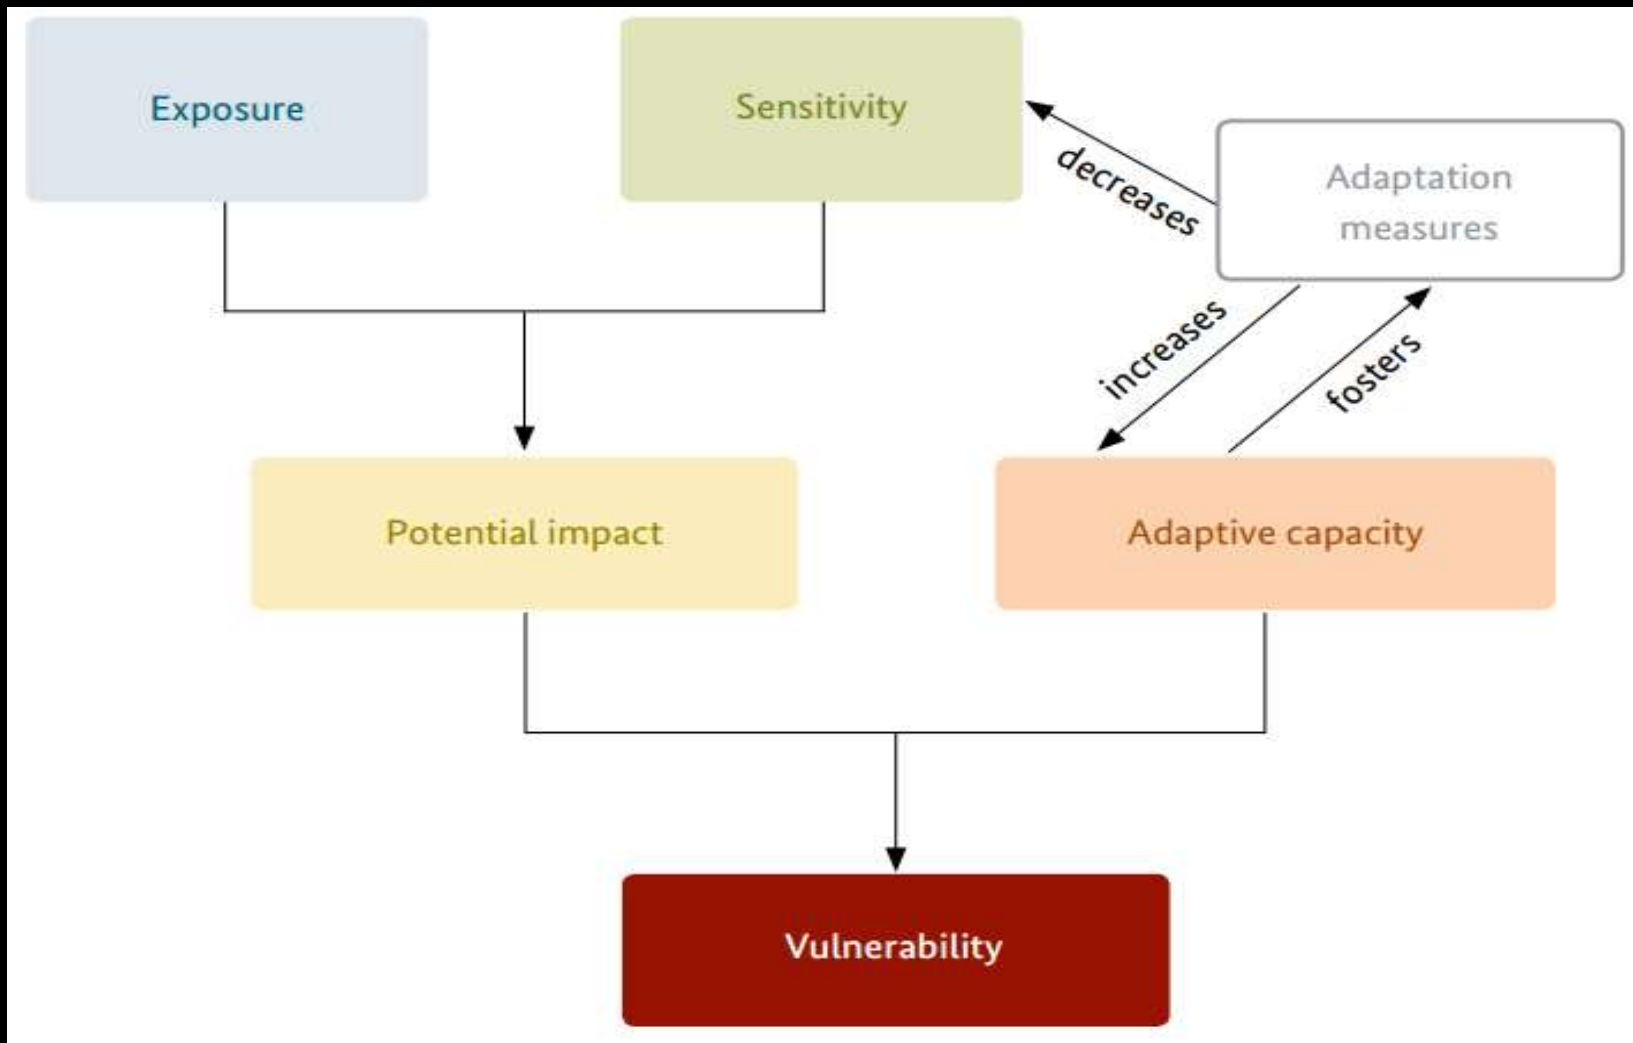 Exposure
Sensitivity
decreases
Adaptation
measures
increases
fosters
Potential impact
Adaptive capacity
Vulnerability